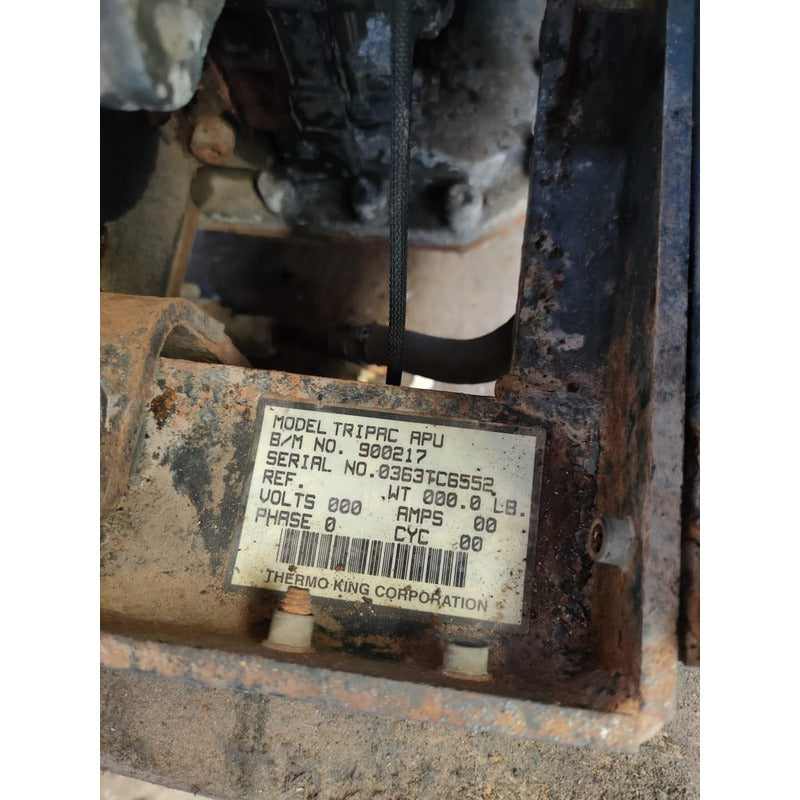 MODEL TRIPAC APU
B/M NO. 900217
SERIAL NO.0363TC6552
REF. WT 000.0 LB.
VOLTS 000 AMPS 00
PHASE 0 CYC 00
THERMO KING CORPORATION